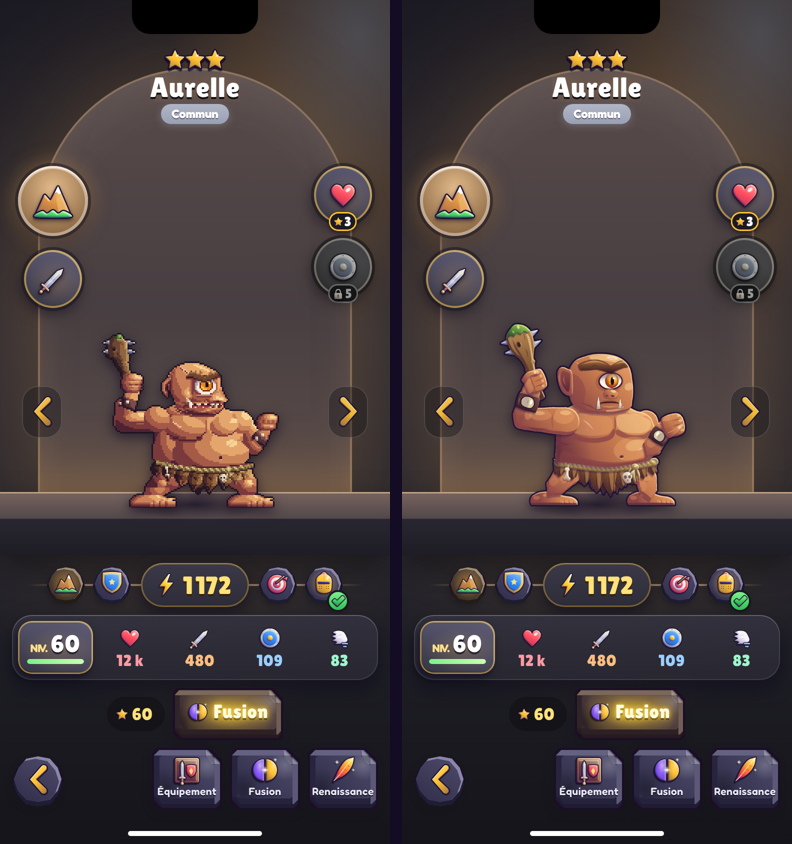 Aurelle
Commun
3
5
1172
NIV. 60
12 k
480
109
83
60
Fusion
Équipement
Fusion
Renaissance
Aurelle
Commun
3
5
1172
NIV. 60
12 k
480
109
83
60
Fusion
Équipement
Fusion
Renaissance